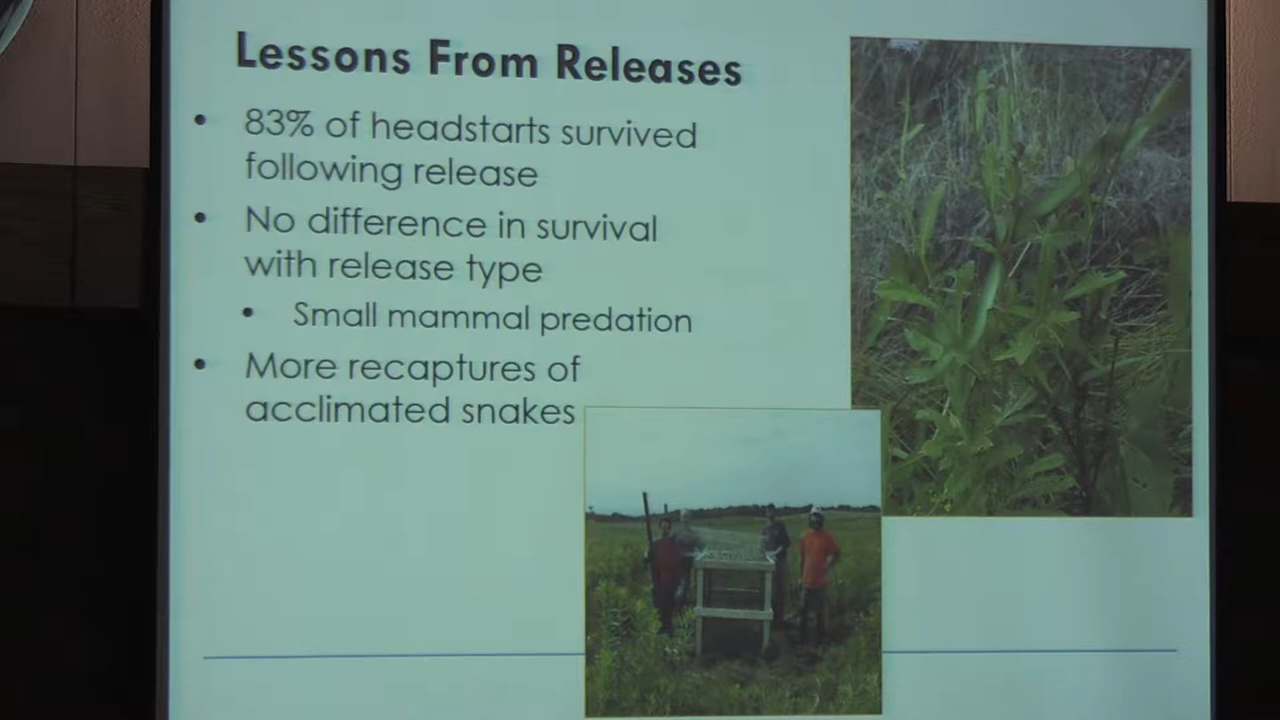 Lessons From Releases
• 83% of headstarts survived
following release
• No difference in survival
with release type
• Small mammal predation
• More recaptures of
acclimated snakes